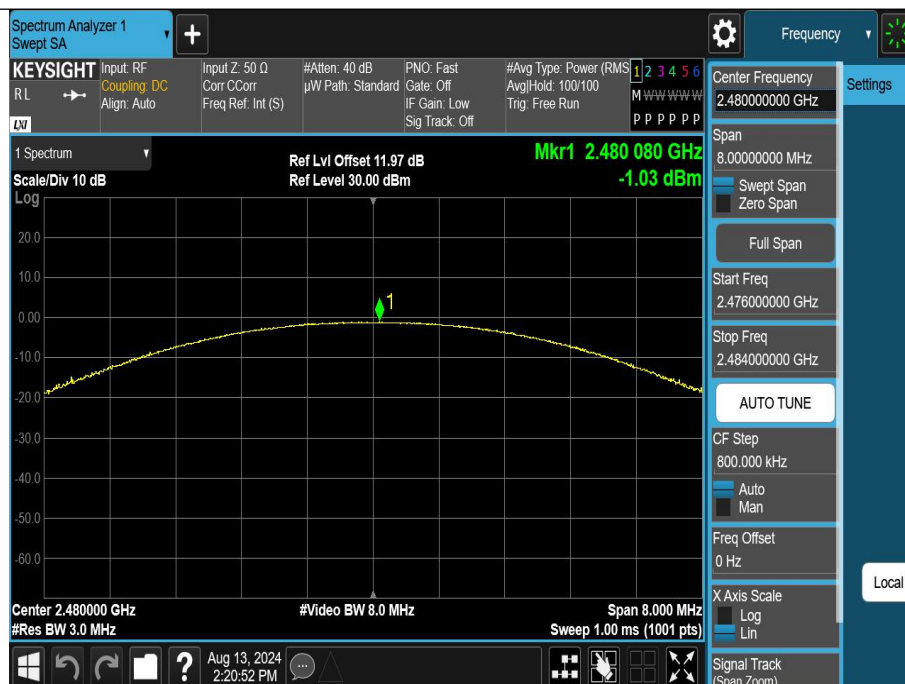 Spectrum Analyzer 1
Swept SA
Frequency
KEYSIGHT
RL
LXI
Input: RF
Coupling: DC
Align: Auto
Input Z: 50 Ω
Corr CCorr
Freq Ref: Int (S)
#Atten: 40 dB
µW Path: Standard
PNO: Fast
Gate: Off
IF Gain: Low
Sig Track: Off
#Avg Type: Power (RMS
Avg|Hold: 100/100
Trig: Free Run
1 2 3 4 5 6
M W W W W W
P P P P P P
Center Frequency
2.480000000 GHz
Settings
1 Spectrum
Scale/Div 10 dB
Log
Ref Lvl Offset 11.97 dB
Ref Level 30.00 dBm
Mkr1 2.480 080 GHz
-1.03 dBm
Span
8.00000000 MHz
Swept Span
Zero Span
Full Span
Start Freq
2.476000000 GHz
Stop Freq
2.484000000 GHz
AUTO TUNE
CF Step
800.000 kHz
Auto
Man
Freq Offset
0 Hz
X Axis Scale
Log
Lin
Signal Track
(Span Zoom)
Local
20.0
10.0
0.00
-10.0
-20.0
-30.0
-40.0
-50.0
-60.0
1
Center 2.480000 GHz
#Res BW 3.0 MHz
#Video BW 8.0 MHz
Span 8.000 MHz
Sweep 1.00 ms (1001 pts)
?
Aug 13, 2024
2:20:52 PM